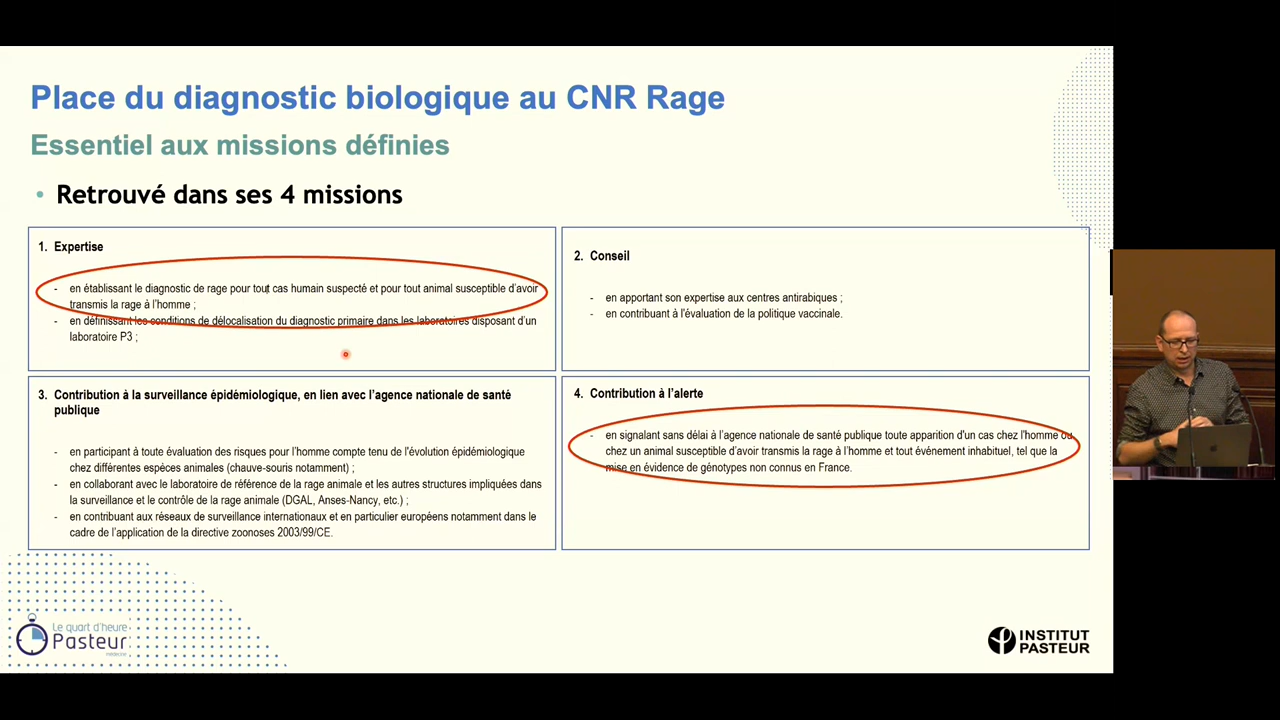 Place du diagnostic biologique au CNR Rage
Essentiel aux missions définies
• Retrouvé dans ses 4 missions
1. Expertise
- en établissant le diagnostic de rage pour tout cas humain suspecté et pour tout animal susceptible d'avoir
transmis la rage à l'homme ;
- en définissant les conditions de délocalisation du diagnostic primaire dans les laboratoires disposant d'un
laboratoire P3 ;
2. Conseil
- en apportant son expertise aux centres antirabiques ;
- en contribuant à l'évaluation de la politique vaccinale.
3. Contribution à la surveillance épidémiologique, en lien avec l'agence nationale de santé
publique
- en participant à toute évaluation des risques pour l'homme compte tenu de l'évolution épidémiologique
chez différentes espèces animales (chauve-souris notamment) ;
- en collaborant avec le laboratoire de référence de la rage animale et les autres structures impliquées dans
la surveillance et le contrôle de la rage animale (DGAL, Anses-Nancy, etc.) ;
- en contribuant aux réseaux de surveillance internationaux et en particulier européens notamment dans le
cadre de l'application de la directive zoonoses 2003/99/CE.
4. Contribution à l'alerte
- en signalant sans délai à l'agence nationale de santé publique toute apparition d'un cas chez l'homme ou
chez un animal susceptible d'avoir transmis la rage à l'homme et tout événement inhabituel, tel que la
mise en évidence de génotypes non connus en France.
Le quart d'heure
Pasteur
médecine
INSTITUT
PASTEUR